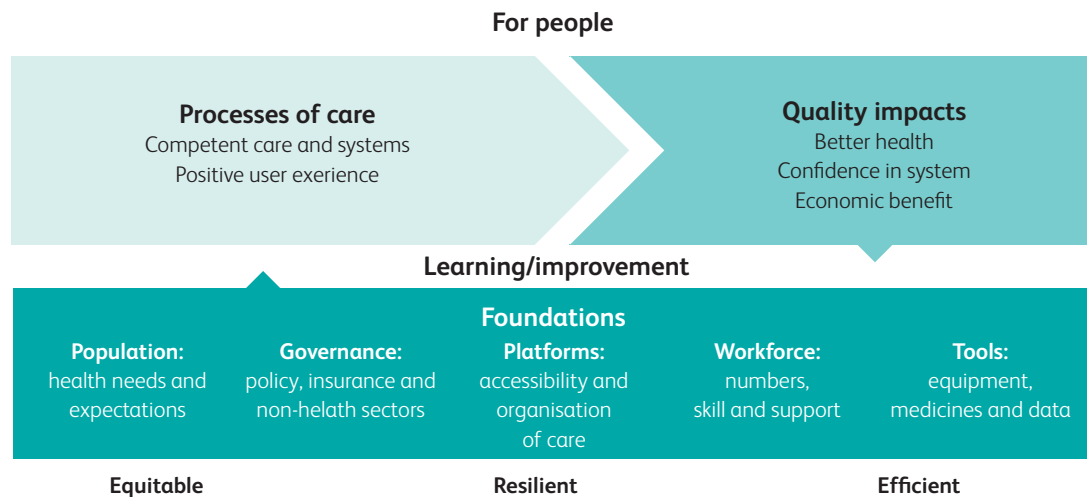 For people
Processes of care
Competent care and systems
Positive user exerience
Quality impacts
Better health
Confidence in system
Economic benefit
Learning/improvement
Foundations
Population:
health needs and
expectations
Governance:
policy, insurance and
non-helath sectors
Platforms:
accessibility and
organisation
of care
Workforce:
numbers,
skill and support
Tools:
equipment,
medicines and data
Equitable
Resilient
Efficient